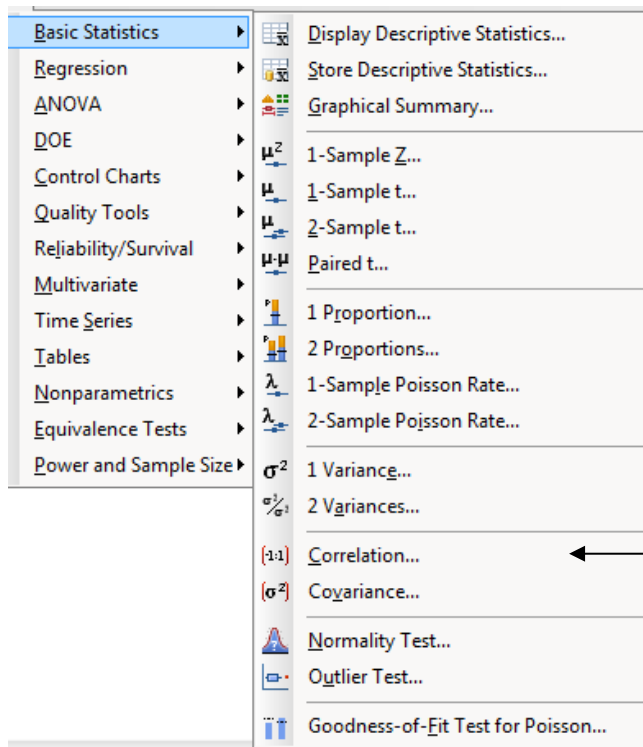 Basic Statistics
Regression
ANOVA
DOE
Control Charts
Quality Tools
Reliability/Survival
Multivariate
Time Series
Tables
Nonparametrics
Equivalence Tests
Power and Sample Size
Display Descriptive Statistics...
Store Descriptive Statistics...
Graphical Summary...
1-Sample Z...
1-Sample t...
2-Sample t...
Paired t...
1 Proportion...
2 Proportions...
1-Sample Poisson Rate...
2-Sample Poisson Rate...
σ² 1 Variance...
2 Variances...
Correlation...
Covariance...
Normality Test...
Outlier Test...
Goodness-of-Fit Test for Poisson...